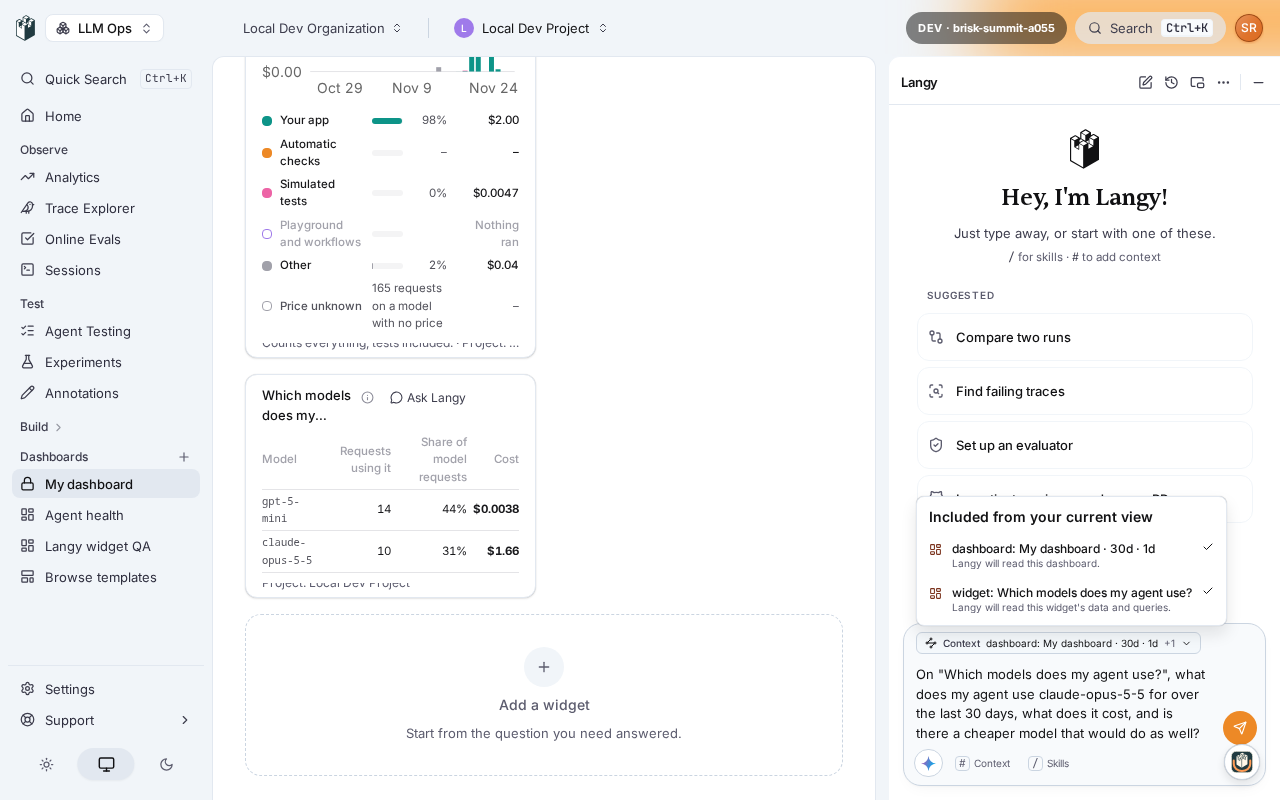 LLM Ops
Local Dev Organization
L
Local Dev Project
DEV · brisk-summit-a055
Search
Ctrl+K
SR
Quick Search
Ctrl+K
Home
Observe
Analytics
Trace Explorer
Online Evals
Sessions
Test
Agent Testing
Experiments
Annotations
Build
Dashboards
My dashboard
Agent health
Langy widget QA
Browse templates
Settings
Support
$0.00
Oct 29
Nov 9
Nov 24
Your app 98% $2.00
Automatic
checks – –
Simulated
tests 0% $0.0047
Playground
and workflows
Nothing
ran
Other 2% $0.04
Price unknown
165 requests
on a model
with no price
–
Counts everything, tests included. · Project: ...
Which models
does my...
Ask Langy
Model
Requests
using it
Share of
model
requests
Cost
gpt-5-
mini
14 44% $0.0038
claude-
opus-5-5
10 31% $1.66
Project: Local Dev Project
Add a widget
Start from the question you need answered.
Langy
Hey, I'm Langy!
Just type away, or start with one of these.
/ for skills · # to add context
SUGGESTED
Compare two runs
Find failing traces
Set up an evaluator
Included from your current view
dashboard: My dashboard · 30d · 1d
Langy will read this dashboard.
widget: Which models does my agent use?
Langy will read this widget's data and queries.
Context dashboard: My dashboard · 30d · 1d +1
On "Which models does my agent use?", what
does my agent use claude-opus-5-5 for over
the last 30 days, what does it cost, and is
there a cheaper model that would do as well?
# Context
/ Skills